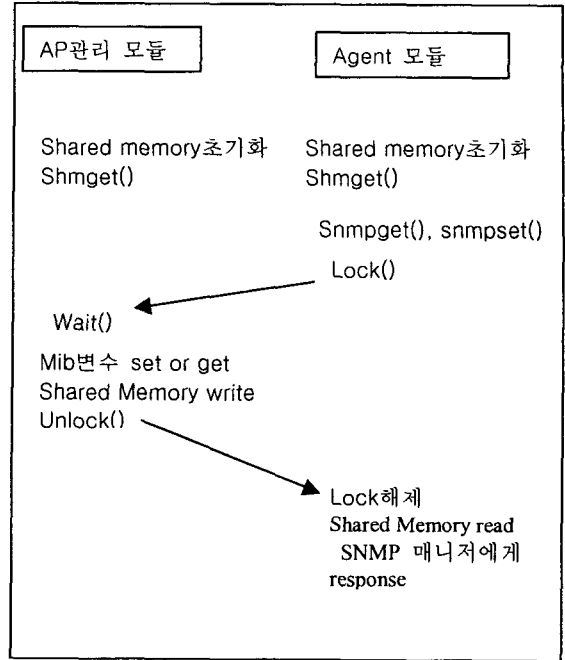 AP관리 모듈
Agent 모듈
Shared memory초기화
Shmget()
Shared memory초기화
Shmget()
Snmpget(), snmpset()
Lock()
Wait()
Mib변수 set or get
Shared Memory write
Unlock()
Lock해제
Shared Memory read
SNMP 매니저에게
response